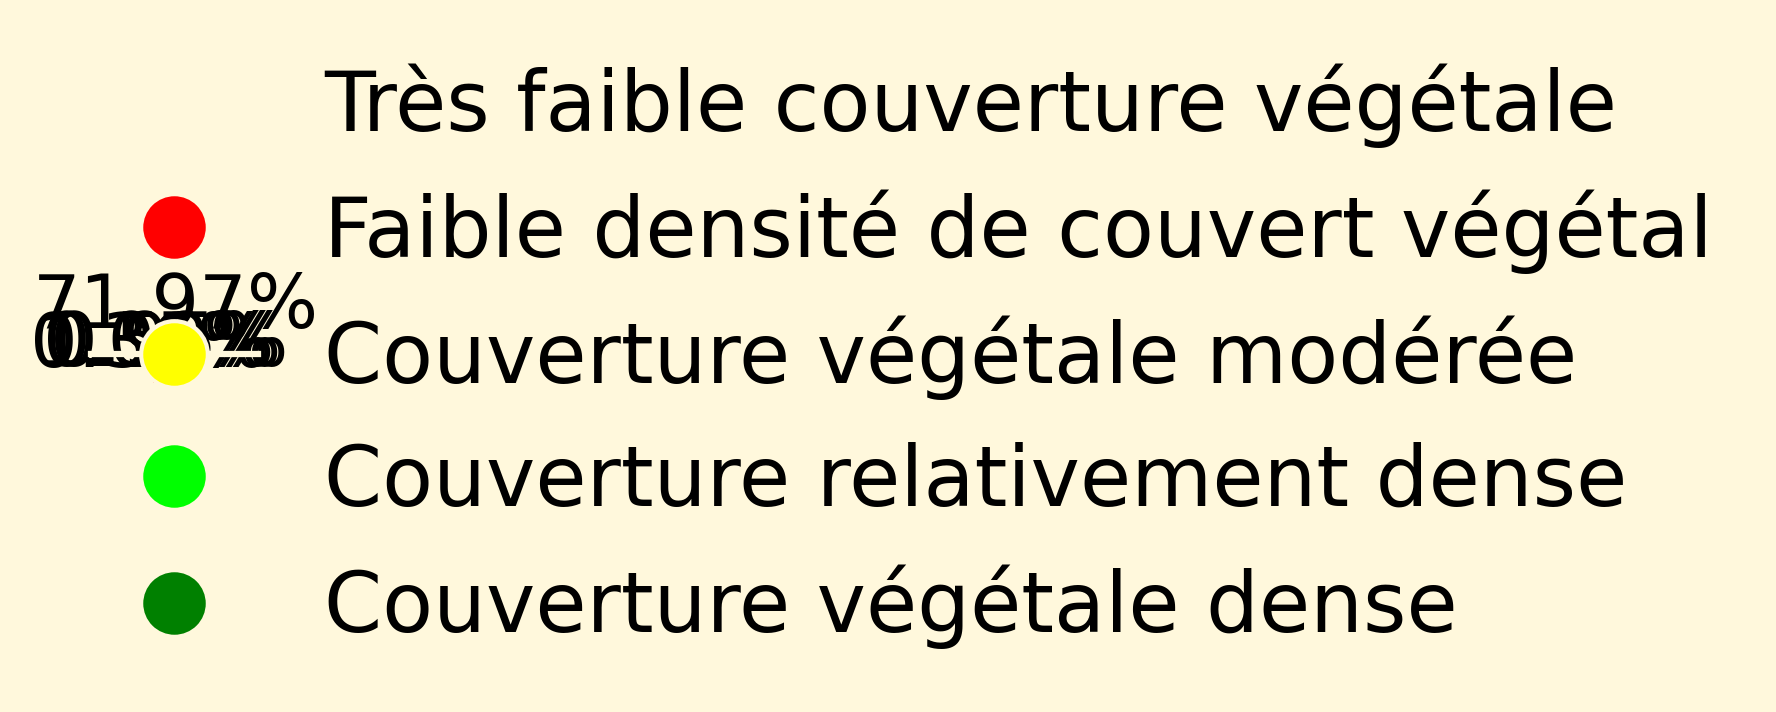 Très faible couverture végétale
Faible densité de couvert végétal
71.97%
Couverture végétale modérée
Couverture relativement dense
Couverture végétale dense